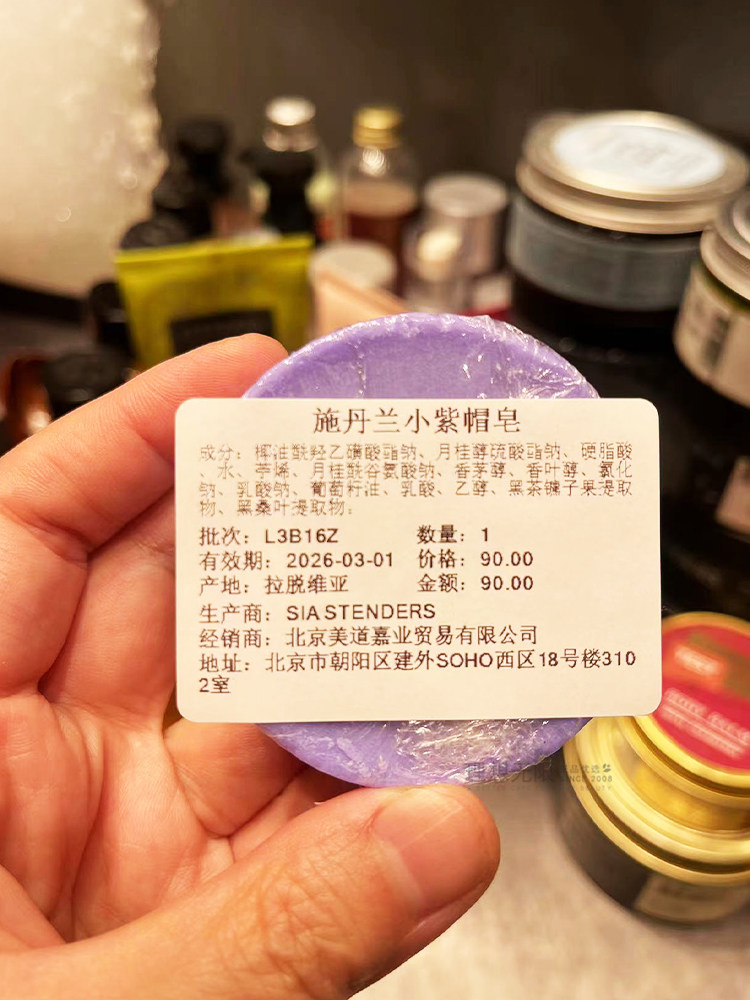 施丹兰小紫帽皂
成分：椰油酰羟乙磺酸酯钠、月桂醇硫酸酯钠、硬脂酸
、水、苧烯、月桂酰谷氨酸钠、香茅醇、香叶醇、氯化
钠、乳酸钠、葡萄籽油、乳酸、乙醇、黑茶镳子果提取
物、黑桑叶提取物；
批次：L3B16Z 数量：1
有效期：2026-03-01 价格：90.00
产地：拉脱维亚 金额：90.00
生产商：SIA STENDERS
经销商：北京美道嘉业贸易有限公司
地址：北京市朝阳区建外SOHO西区18号楼310
2室